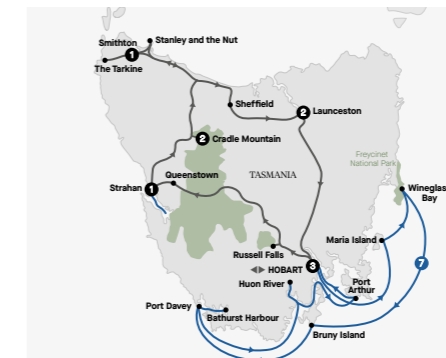 Stanley and the Nut
Smithton
1
The Tarkine
Sheffield
2
Launceston
2
Cradle Mountain
Freycinet
National Park
Queenstown
TASMANIA
Strahan
1
Wineglass
Bay
Maria Island
Russell Falls
HOBART
3
7
Huon River
Port
Arthur
Port Davey
Bathurst Harbour
Bruny Island